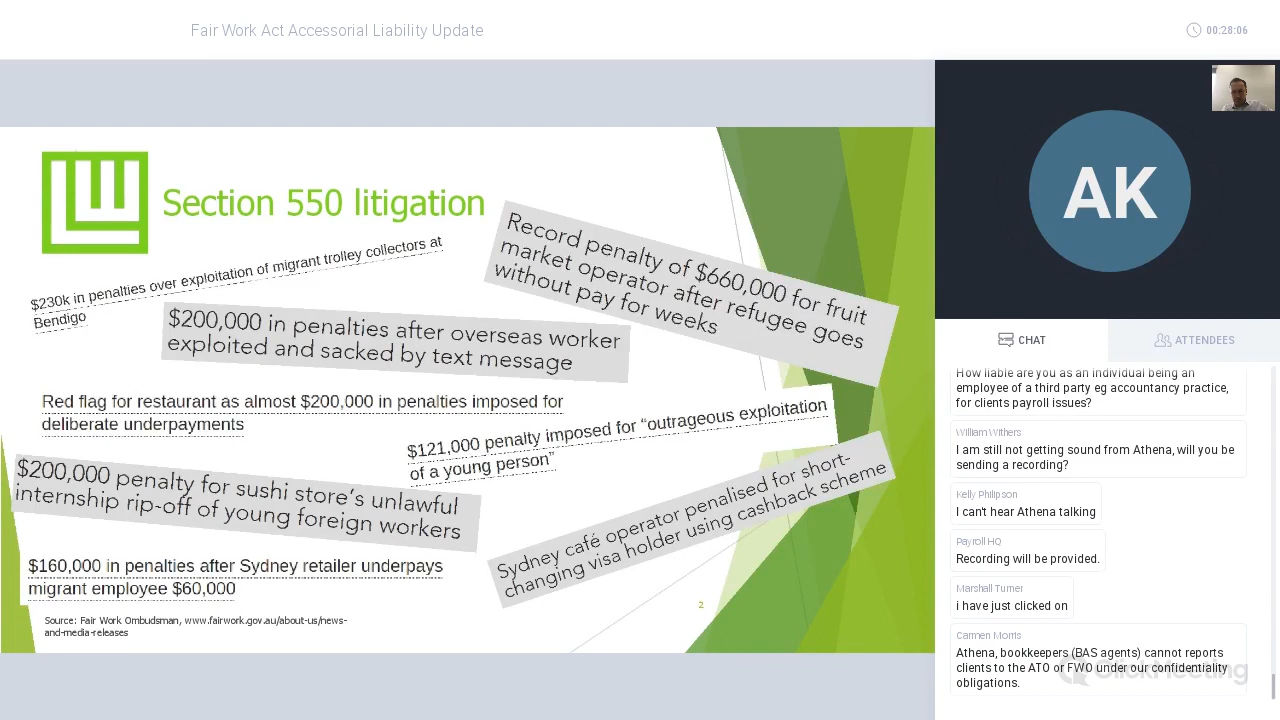 Fair Work Act Accessorial Liability Update
00:28:06
Section 550 litigation
$230k in penalties over exploitation of migrant trolley collectors at
Bendigo
Record penalty of $660,000 for fruit
market operator after refugee goes
without pay for weeks
$200,000 in penalties after overseas worker
exploited and sacked by text message
Red flag for restaurant as almost $200,000 in penalties imposed for
deliberate underpayments
$121,000 penalty imposed for “outrageous exploitation
of a young person”
$200,000 penalty for sushi store’s unlawful
internship rip-off of young foreign workers
Sydney café operator penalised for short-
changing visa holder using cashback scheme
$160,000 in penalties after Sydney retailer underpays
migrant employee $60,000
2
Source: Fair Work Ombudsman, www.fairwork.gov.au/about-us/news-
and-media-releases
AK
CHAT
ATTENDEES
How liable are you as an individual being an
employee of a third party eg accountancy practice,
for clients payroll issues?
William Withers
I am still not getting sound from Athena, will you be
sending a recording?
Kelly Philipson
I can't hear Athena talking
Payroll HQ
Recording will be provided.
Marshall Turner
i have just clicked on
Carmen Morris
Athena, bookkeepers (BAS agents) cannot reports
clients to the ATO or FWO under our confidentiality
obligations.
ClickMeeting